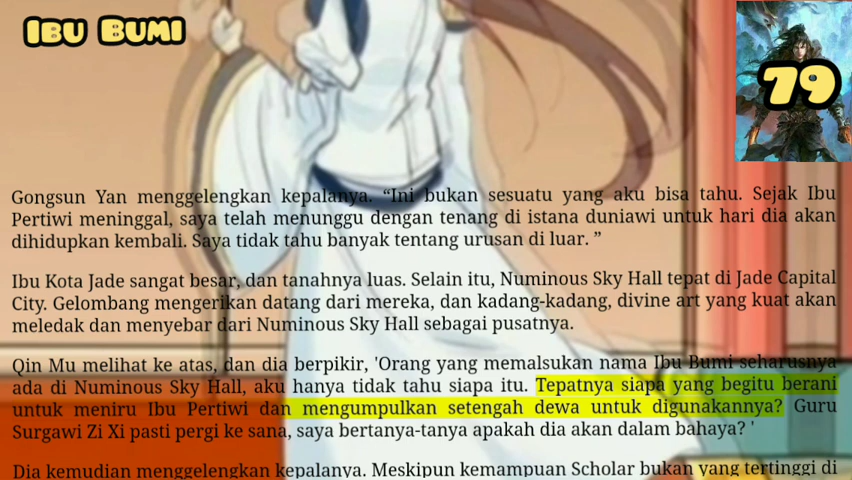 Ibu Bumi
79
Gongsun Yan menggelengkan kepalanya. “Ini bukan sesuatu yang aku bisa tahu. Sejak Ibu
Pertiwi meninggal, saya telah menunggu dengan tenang di istana duniawi untuk hari dia akan
dihidupkan kembali. Saya tidak tahu banyak tentang urusan di luar. ”
Ibu Kota Jade sangat besar, dan tanahnya luas. Selain itu, Numinous Sky Hall tepat di Jade Capital
City. Gelombang mengerikan datang dari mereka, dan kadang-kadang, divine art yang kuat akan
meledak dan menyebar dari Numinous Sky Hall sebagai pusatnya.
Qin Mu melihat ke atas, dan dia berpikir, 'Orang yang memalsukan nama Ibu Bumi seharusnya
ada di Numinous Sky Hall, aku hanya tidak tahu siapa itu. Tepatnya siapa yang begitu berani
untuk meniru Ibu Pertiwi dan mengumpulkan setengah dewa untuk digunakannya? Guru
Surgawi Zi Xi pasti pergi ke sana, saya bertanya-tanya apakah dia akan dalam bahaya? '
Dia kemudian menggelengkan kepalanya. Meskipun kemampuan Scholar bukan yang tertinggi di